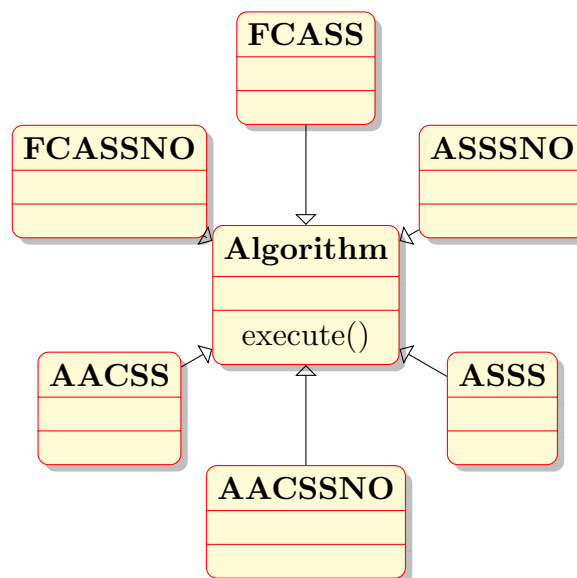 FCASS
FCASSNO
ASSSNO
Algorithm
execute()
AACSS
ASSS
AACSSNO